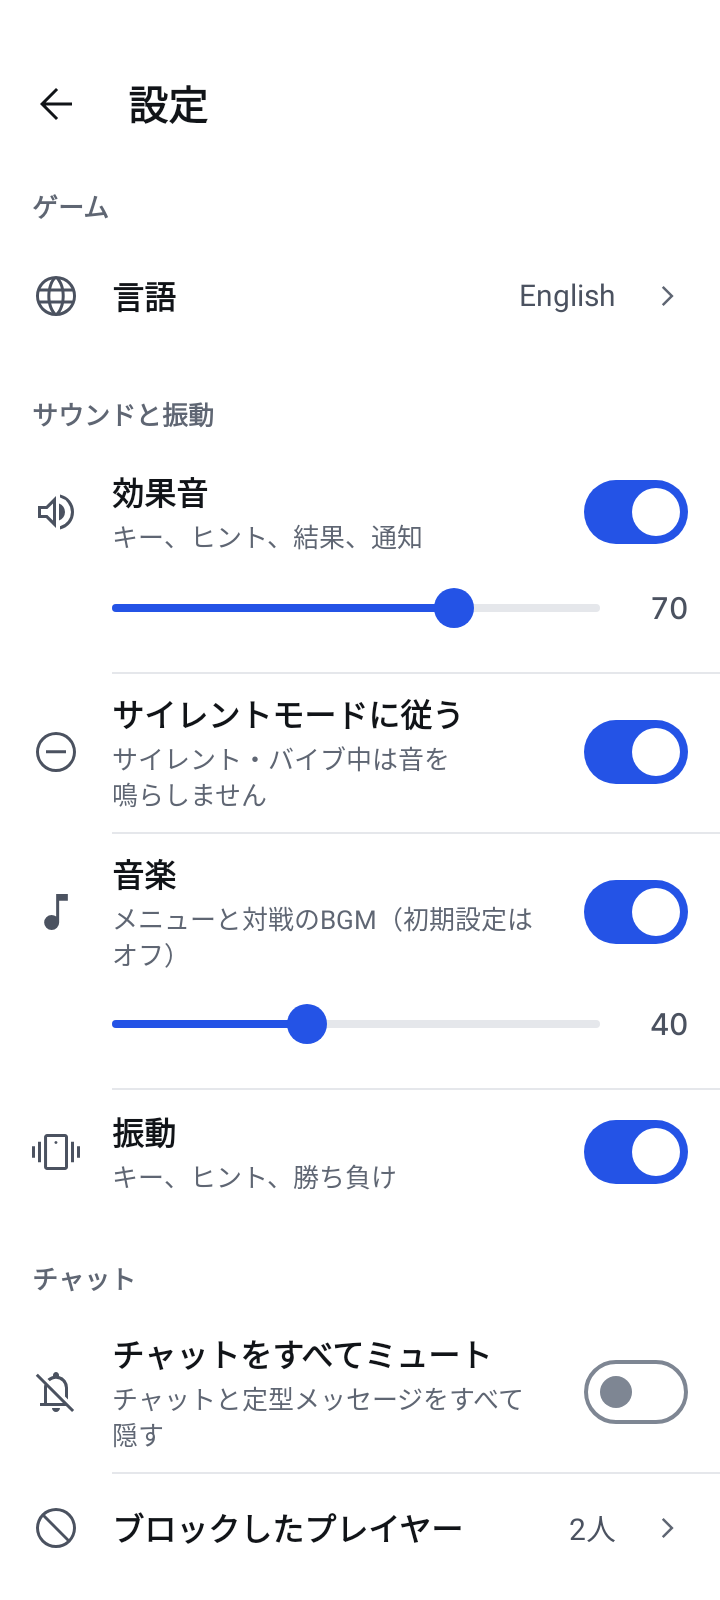 設定
ゲーム
言語
English
サウンドと振動
効果音
キー、ヒント、結果、通知
70
サイレントモードに従う
サイレント・バイブ中は音を
鳴らしません
音楽
メニューと対戦のBGM（初期設定は
オフ）
40
振動
キー、ヒント、勝ち負け
チャット
チャットをすべてミュート
チャットと定型メッセージをすべて
隠す
ブロックしたプレイヤー
2人